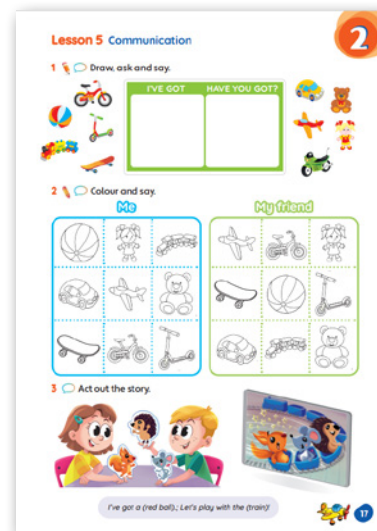 Lesson 5 Communication
2
1 Draw, ask and say.
I'VE GOT
HAVE YOU GOT?
2 Colour and say.
Me
My friend
3 Act out the story.
I've got a (red ball).; Let's play with the (train)!
17